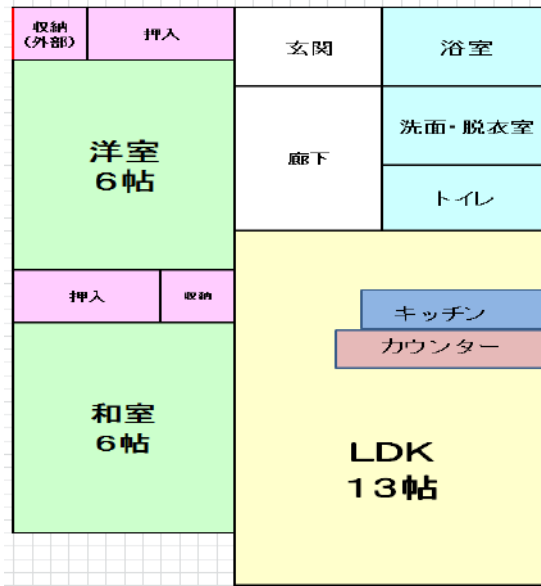 収納
(外部)
押入
玄関
浴室
洋室
6帖
廊下
洗面・脱衣室
トイレ
押入
収納
キッチン
カウンター
和室
6帖
LDK
13帖